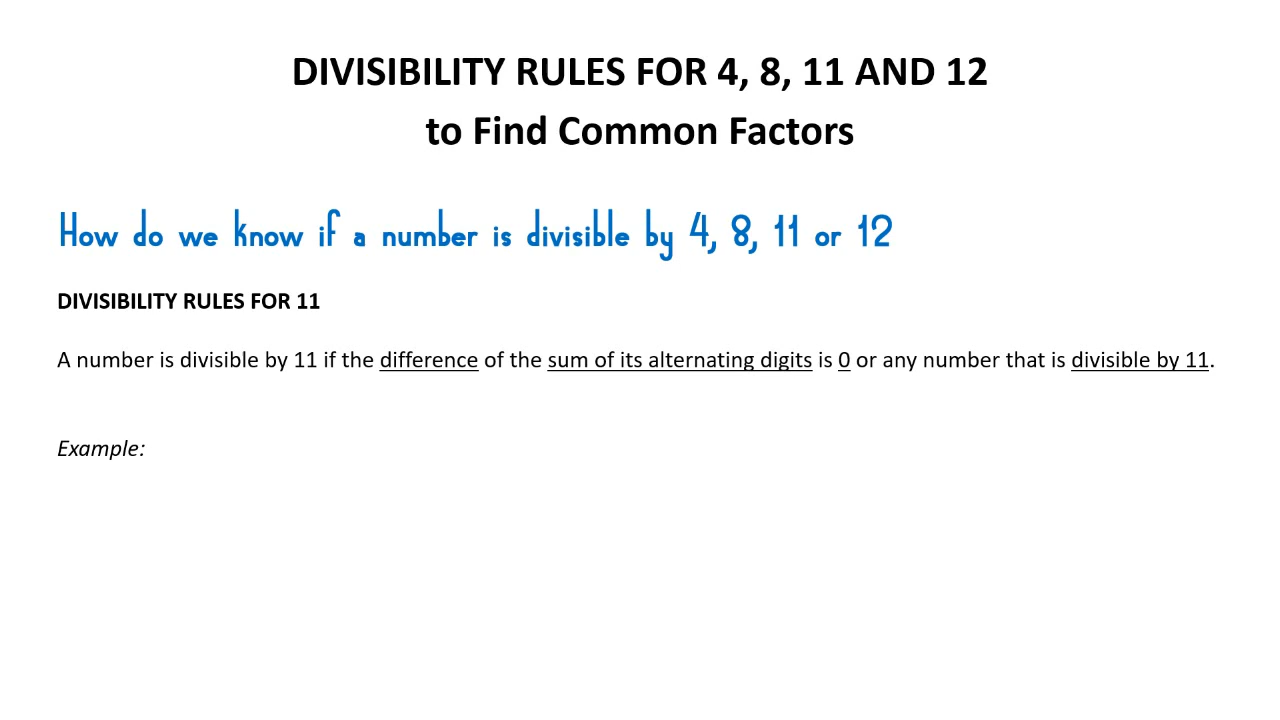 DIVISIBILITY RULES FOR 4, 8, 11 AND 12
to Find Common Factors
How do we know if a number is divisible by 4, 8, 11 or 12
DIVISIBILITY RULES FOR 11
A number is divisible by 11 if the difference of the sum of its alternating digits is 0 or any number that is divisible by 11.
Example: